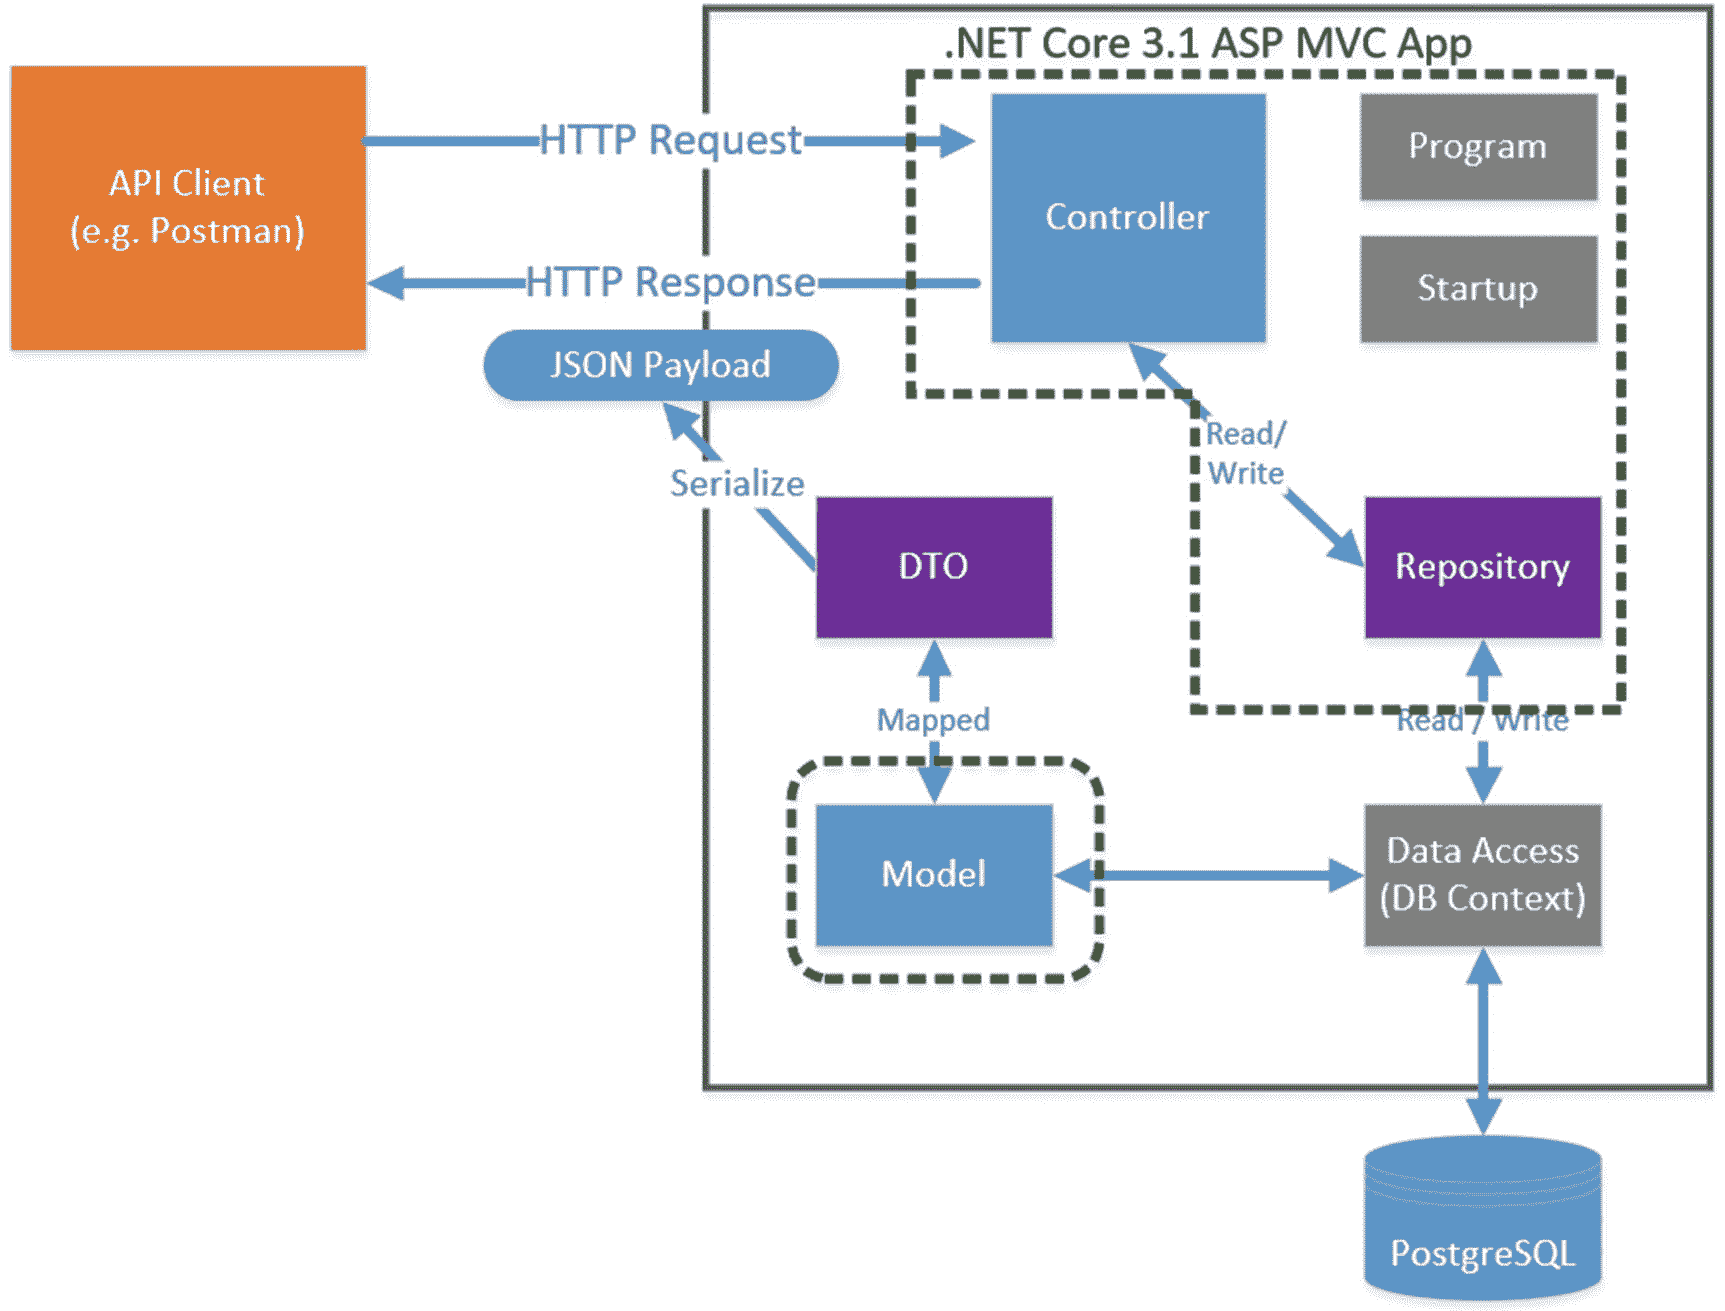 .NET Core 3.1 ASP MVC App
API Client
(e.g. Postman)
HTTP Request
HTTP Response
JSON Payload
Controller
Program
Startup
Read/
Write
Serialize
DTO
Repository
Mapped
Read / Write
Model
Data Access
(DB Context)
PostgreSQL